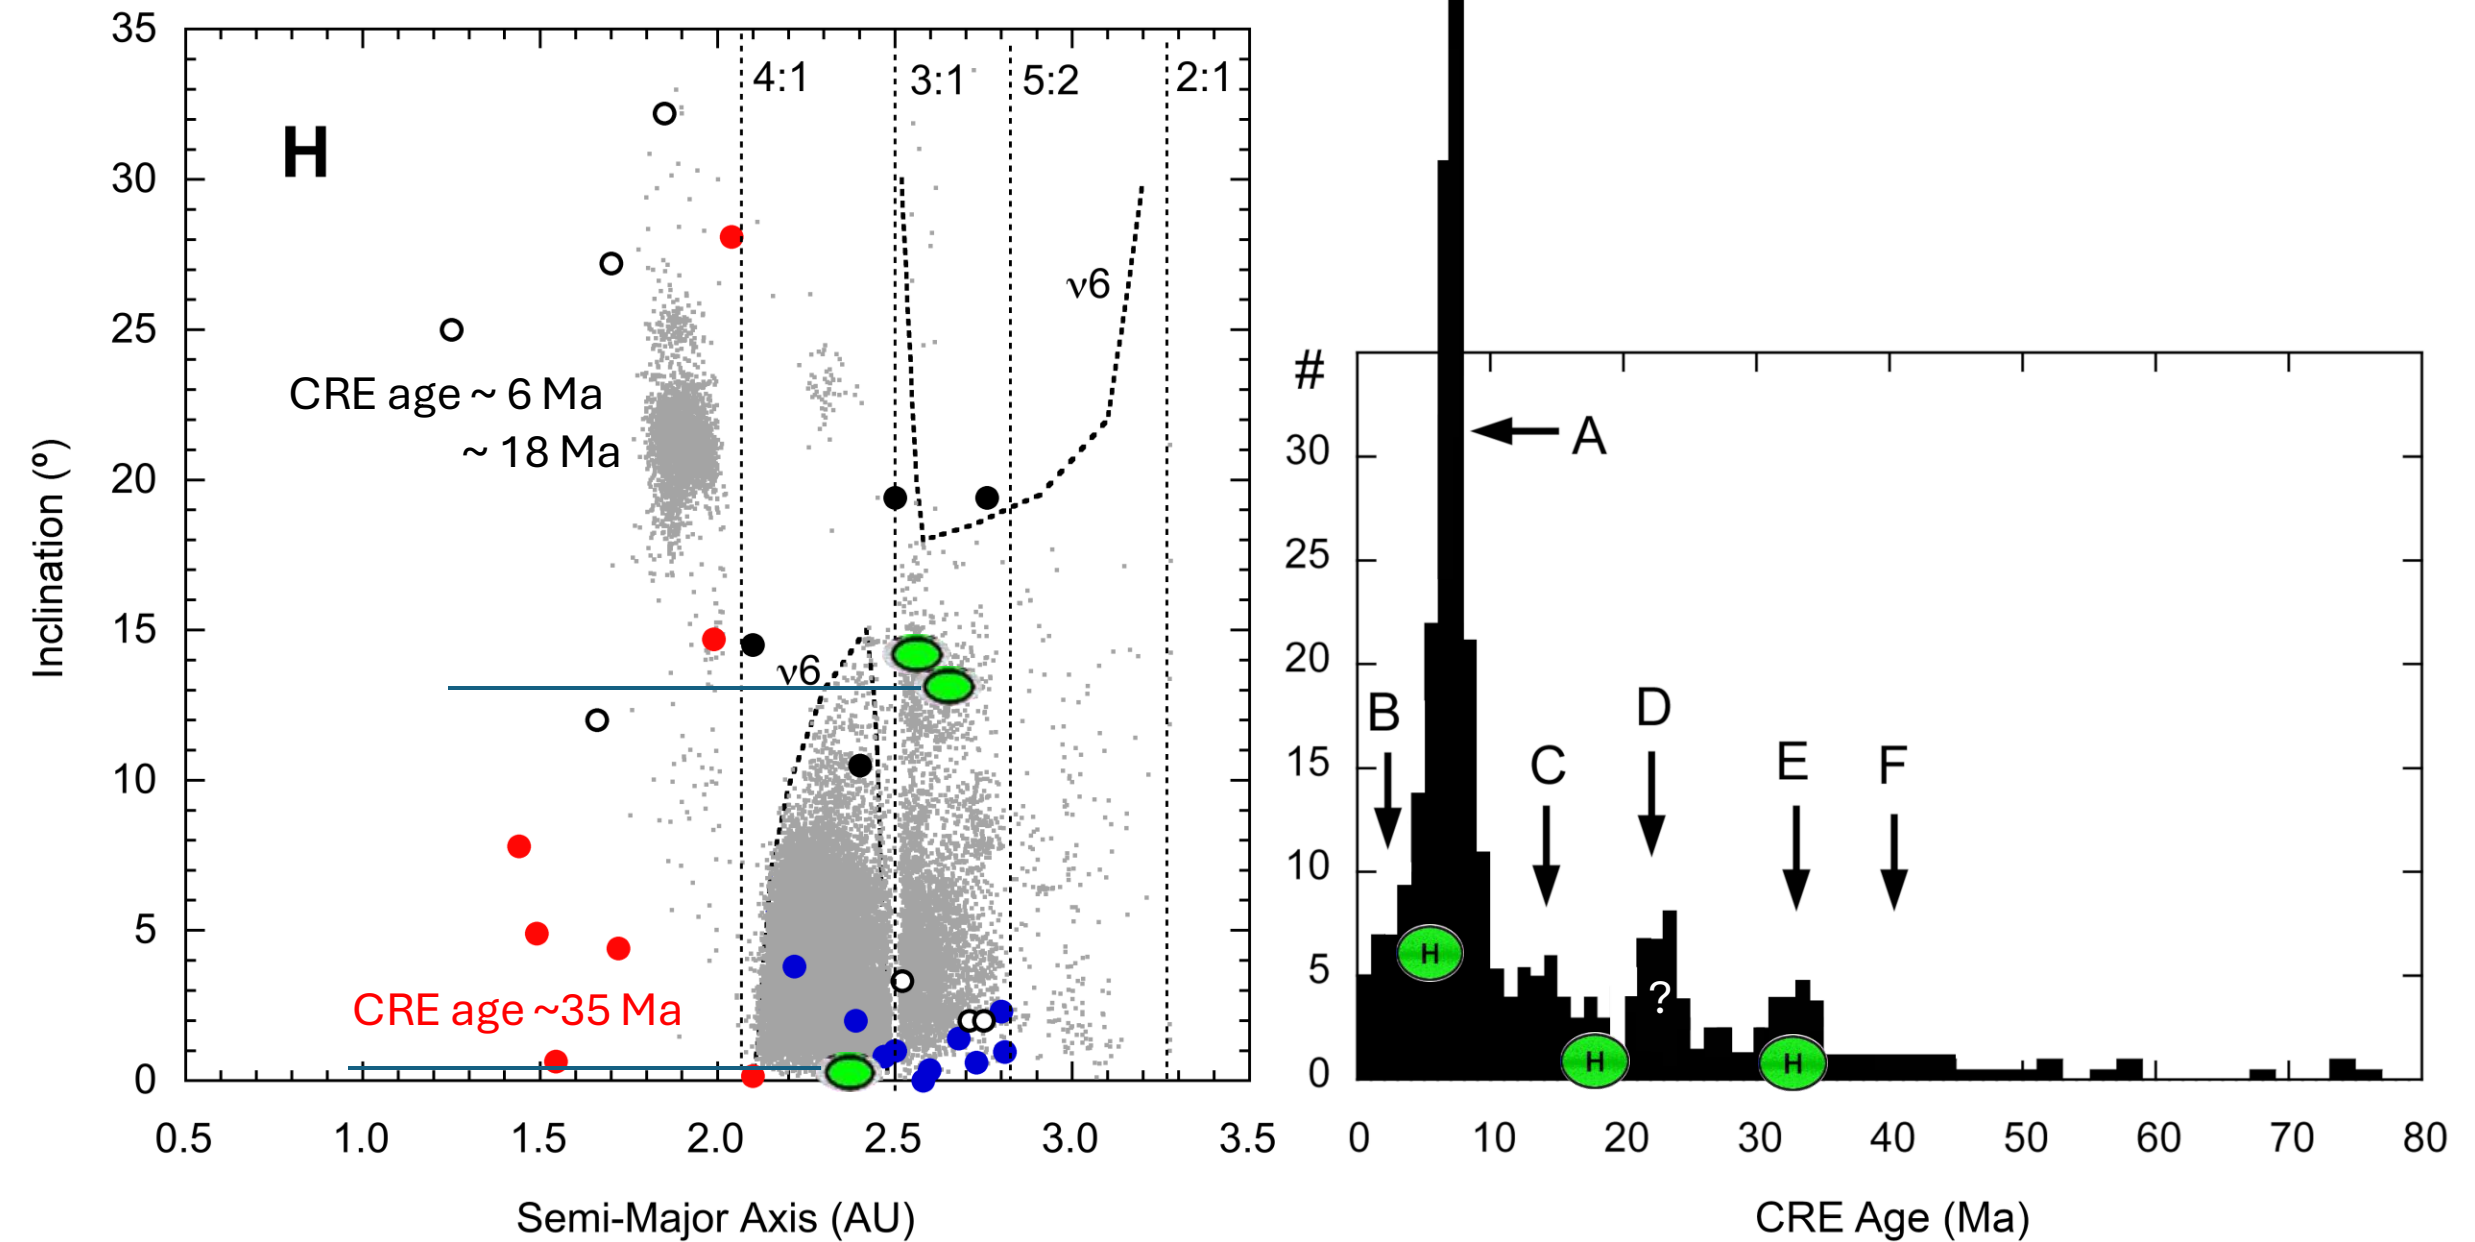 35
30
25
20
15
10
5
0
Inclination (º)
H
4:1
3:1
5:2
2:1
ν6
ν6
CRE age ~ 6 Ma
~ 18 Ma
CRE age ~35 Ma
0.5 1.0 1.5 2.0 2.5 3.0 3.5
Semi-Major Axis (AU)
#
30
25
20
15
10
5
0
A
B
C
D
E
F
H
?
H
H
0 10 20 30 40 50 60 70 80
CRE Age (Ma)